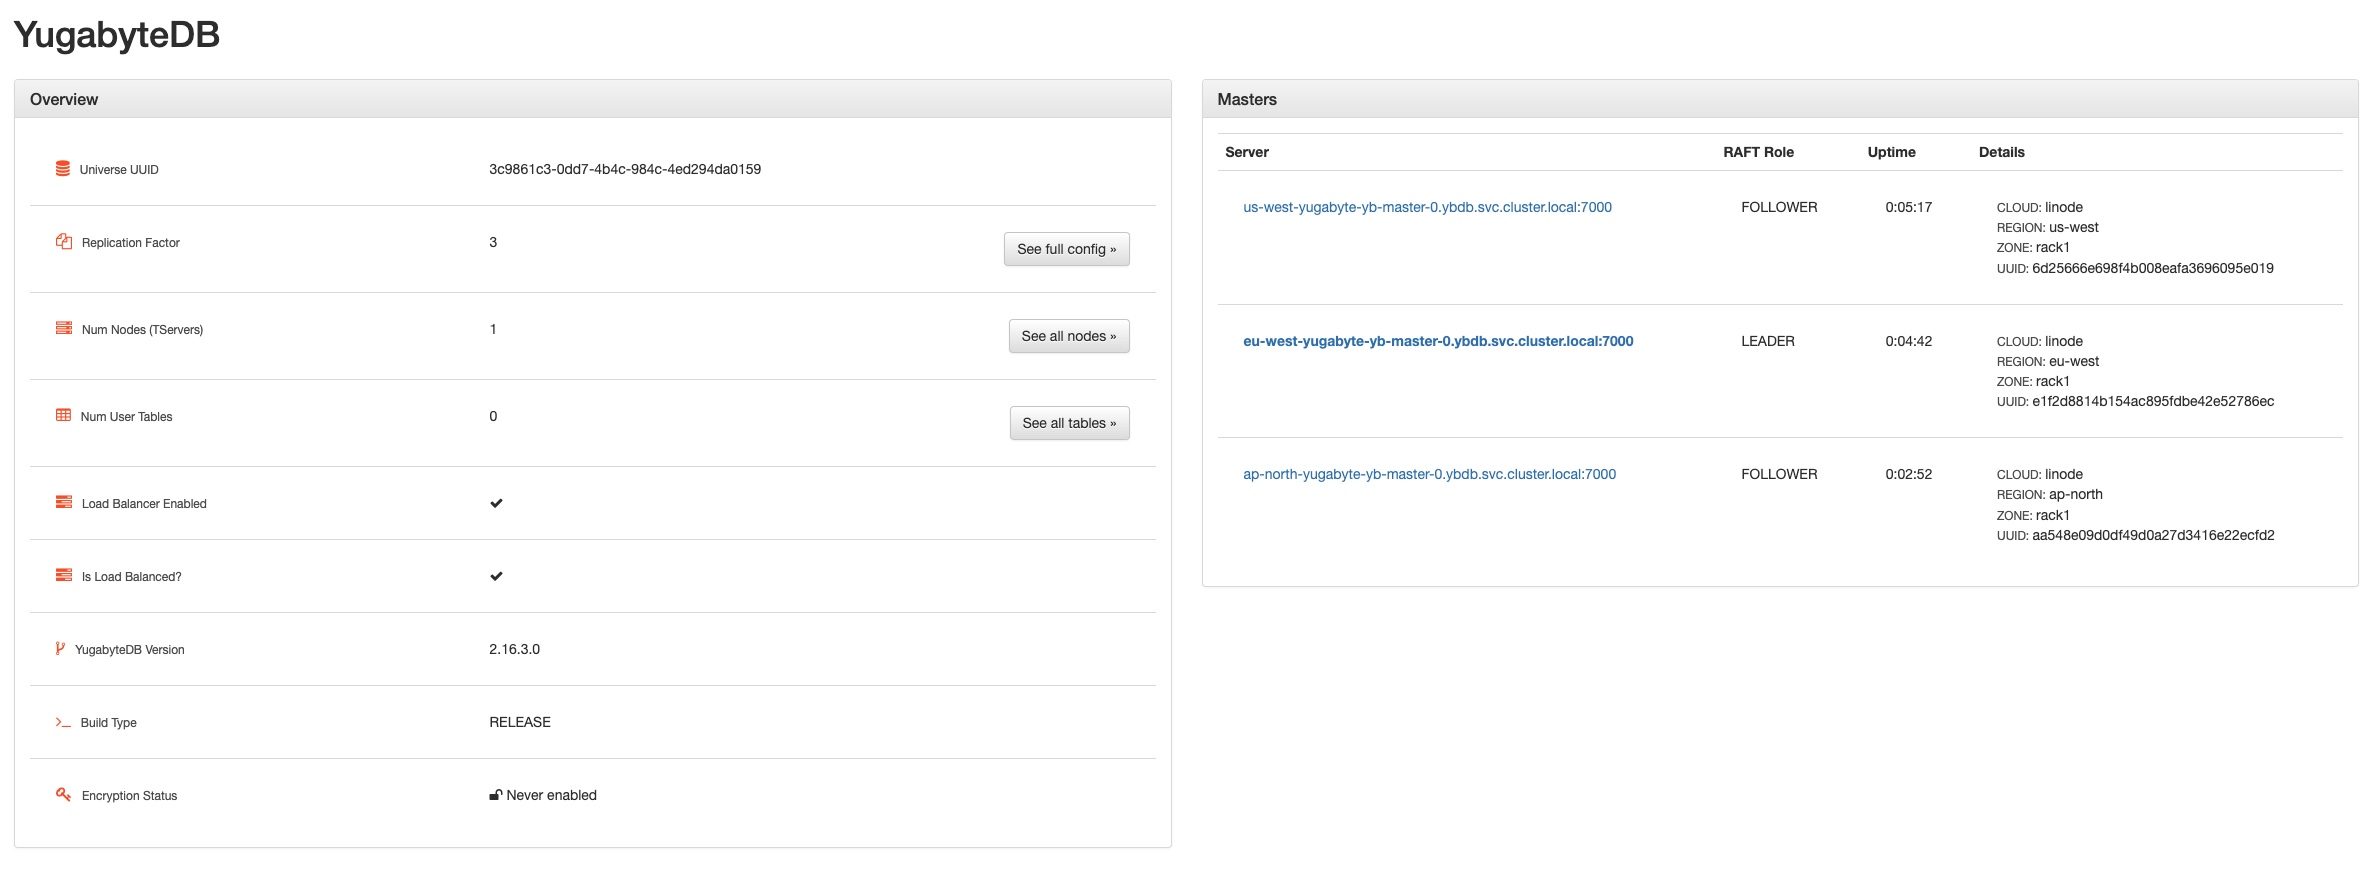 YugabyteDB
Overview
Universe UUID 3c9861c3-0dd7-4b4c-984c-4ed294da0159
Replication Factor 3 See full config »
Num Nodes (TServers) 1 See all nodes »
Num User Tables 0 See all tables »
Load Balancer Enabled ✔
Is Load Balanced? ✔
YugabyteDB Version 2.16.3.0
Build Type RELEASE
Encryption Status Never enabled
Masters
Server RAFT Role Uptime Details
us-west-yugabyte-yb-master-0.ybdb.svc.cluster.local:7000 FOLLOWER 0:05:17 CLOUD: linode
REGION: us-west
ZONE: rack1
UUID: 6d25666e698f4b008eafa3696095e019
eu-west-yugabyte-yb-master-0.ybdb.svc.cluster.local:7000 LEADER 0:04:42 CLOUD: linode
REGION: eu-west
ZONE: rack1
UUID: e1f2d8814b154ac895fdbe42e52786ec
ap-north-yugabyte-yb-master-0.ybdb.svc.cluster.local:7000 FOLLOWER 0:02:52 CLOUD: linode
REGION: ap-north
ZONE: rack1
UUID: aa548e09d0df49d0a27d3416e22ecfd2